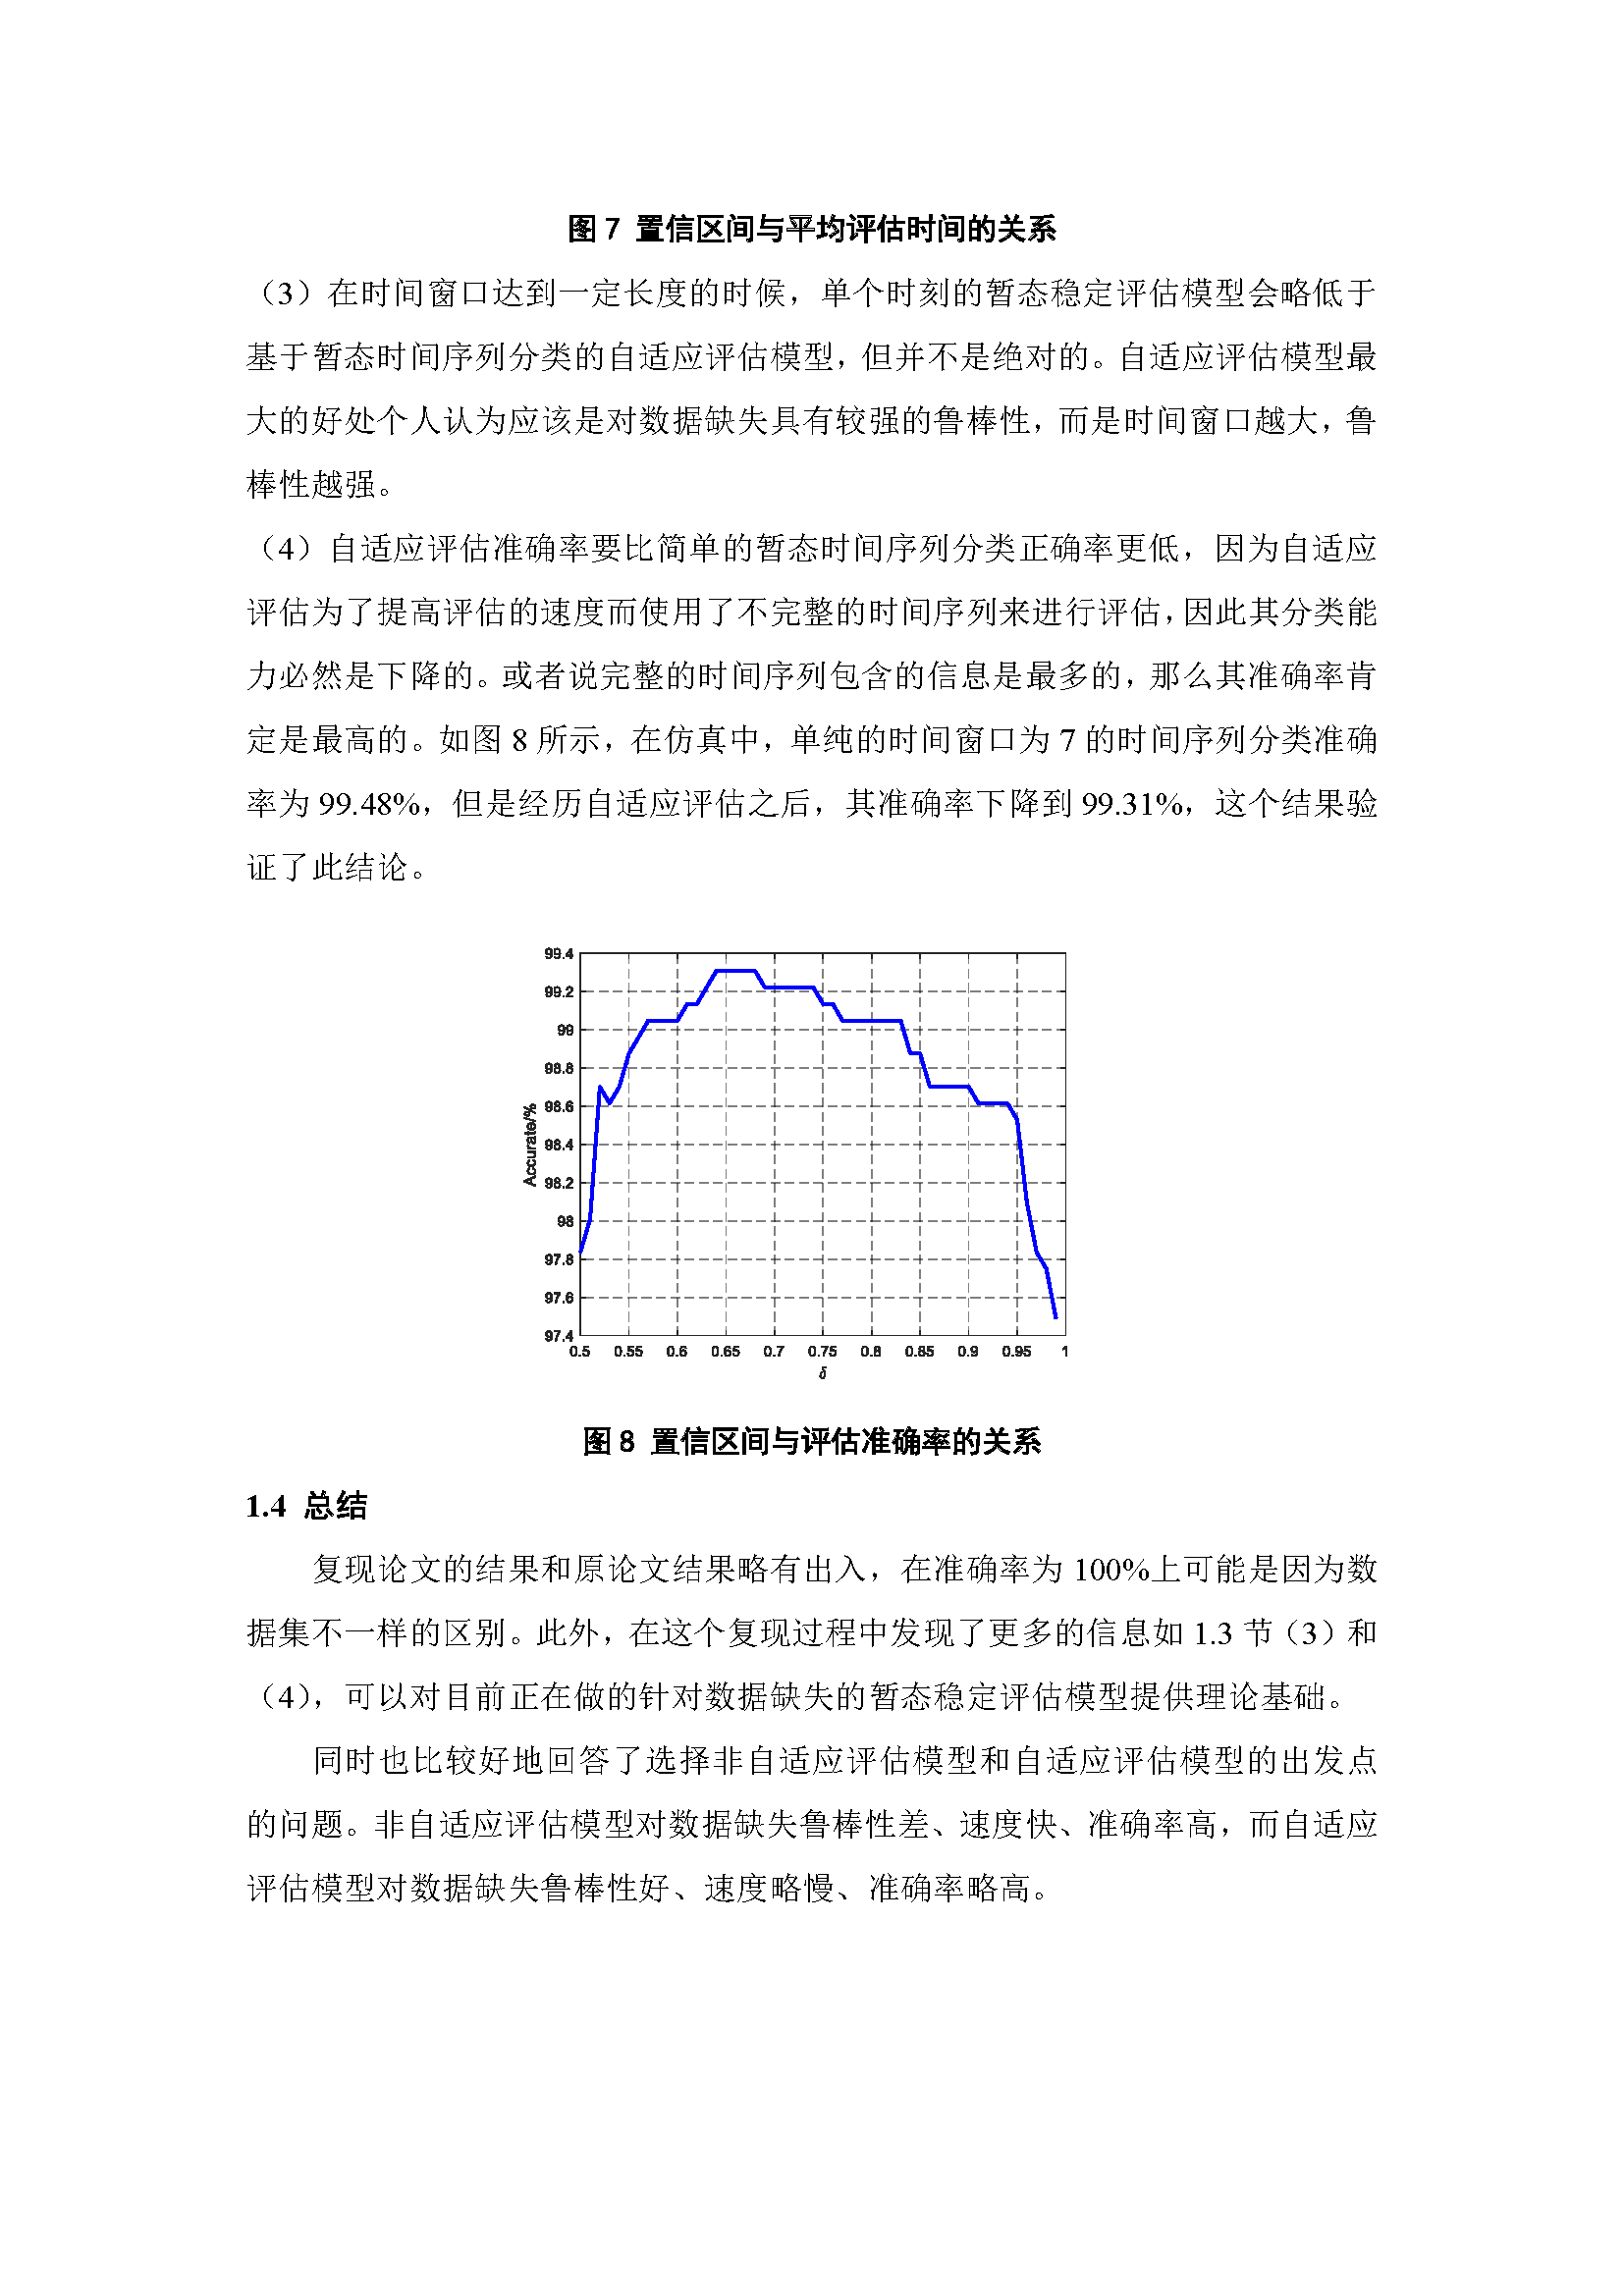 图 7 置信区间与平均评估时间的关系
（3）在时间窗口达到一定长度的时候，单个时刻的暂态稳定评估模型会略低于
基于暂态时间序列分类的自适应评估模型，但并不是绝对的。自适应评估模型最
大的好处个人认为应该是对数据缺失具有较强的鲁棒性，而是时间窗口越大，鲁
棒性越强。
（4）自适应评估准确率要比简单的暂态时间序列分类正确率更低，因为自适应
评估为了提高评估的速度而使用了不完整的时间序列来进行评估，因此其分类能
力必然是下降的。或者说完整的时间序列包含的信息是最多的，那么其准确率肯
定是最高的。如图 8 所示，在仿真中，单纯的时间窗口为 7 的时间序列分类准确
率为 99.48%，但是经历自适应评估之后，其准确率下降到 99.31%，这个结果验
证了此结论。
99.4
99.2
99
98.8
98.6
98.4
98.2
98
97.8
97.6
97.4
Accurate/%
0.5 0.55 0.6 0.65 0.7 0.75 0.8 0.85 0.9 0.95 1
δ
图 8 置信区间与评估准确率的关系
1.4 总结
复现论文的结果和原论文结果略有出入，在准确率为 100%上可能是因为数
据集不一样的区别。此外，在这个复现过程中发现了更多的信息如 1.3 节（3）和
（4），可以对目前正在做的针对数据缺失的暂态稳定评估模型提供理论基础。
同时也比较好地回答了选择非自适应评估模型和自适应评估模型的出发点
的问题。非自适应评估模型对数据缺失鲁棒性差、速度快、准确率高，而自适应
评估模型对数据缺失鲁棒性好、速度略慢、准确率略高。